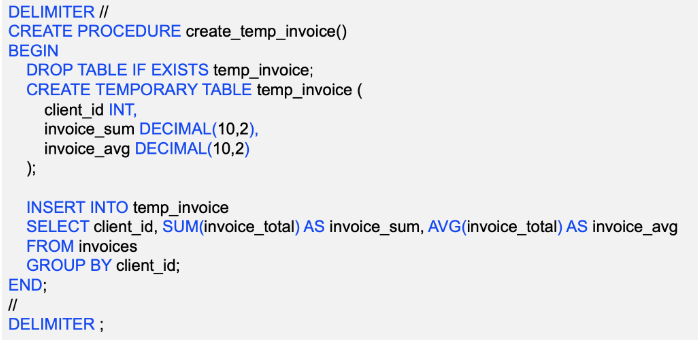 DELIMITER //
CREATE PROCEDURE create_temp_invoice()
BEGIN
DROP TABLE IF EXISTS temp_invoice;
CREATE TEMPORARY TABLE temp_invoice (
client_id INT,
invoice_sum DECIMAL(10,2),
invoice_avg DECIMAL(10,2)
);
INSERT INTO temp_invoice
SELECT client_id, SUM(invoice_total) AS invoice_sum, AVG(invoice_total) AS invoice_avg
FROM invoices
GROUP BY client_id;
END;
//
DELIMITER ;